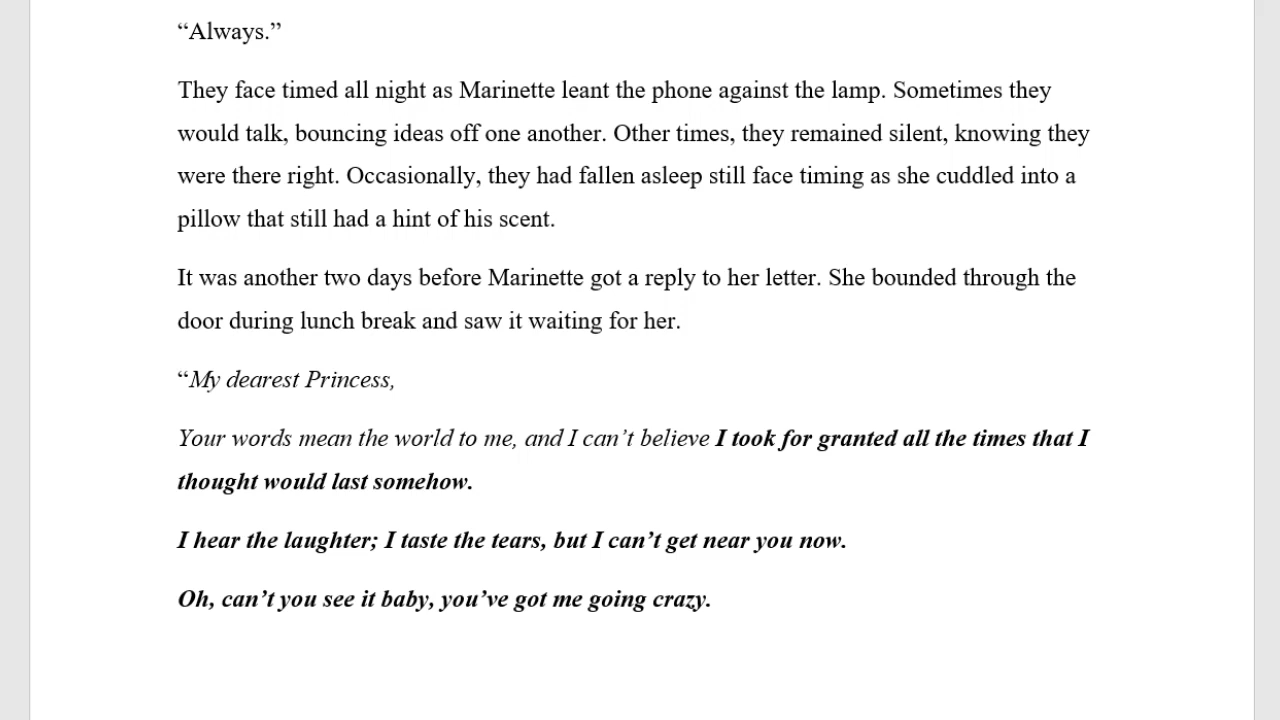 “Always.”
They face timed all night as Marinette leant the phone against the lamp. Sometimes they
would talk, bouncing ideas off one another. Other times, they remained silent, knowing they
were there right. Occasionally, they had fallen asleep still face timing as she cuddled into a
pillow that still had a hint of his scent.
It was another two days before Marinette got a reply to her letter. She bounded through the
door during lunch break and saw it waiting for her.
“My dearest Princess,
Your words mean the world to me, and I can’t believe I took for granted all the times that I
thought would last somehow.
I hear the laughter; I taste the tears, but I can’t get near you now.
Oh, can’t you see it baby, you’ve got me going crazy.